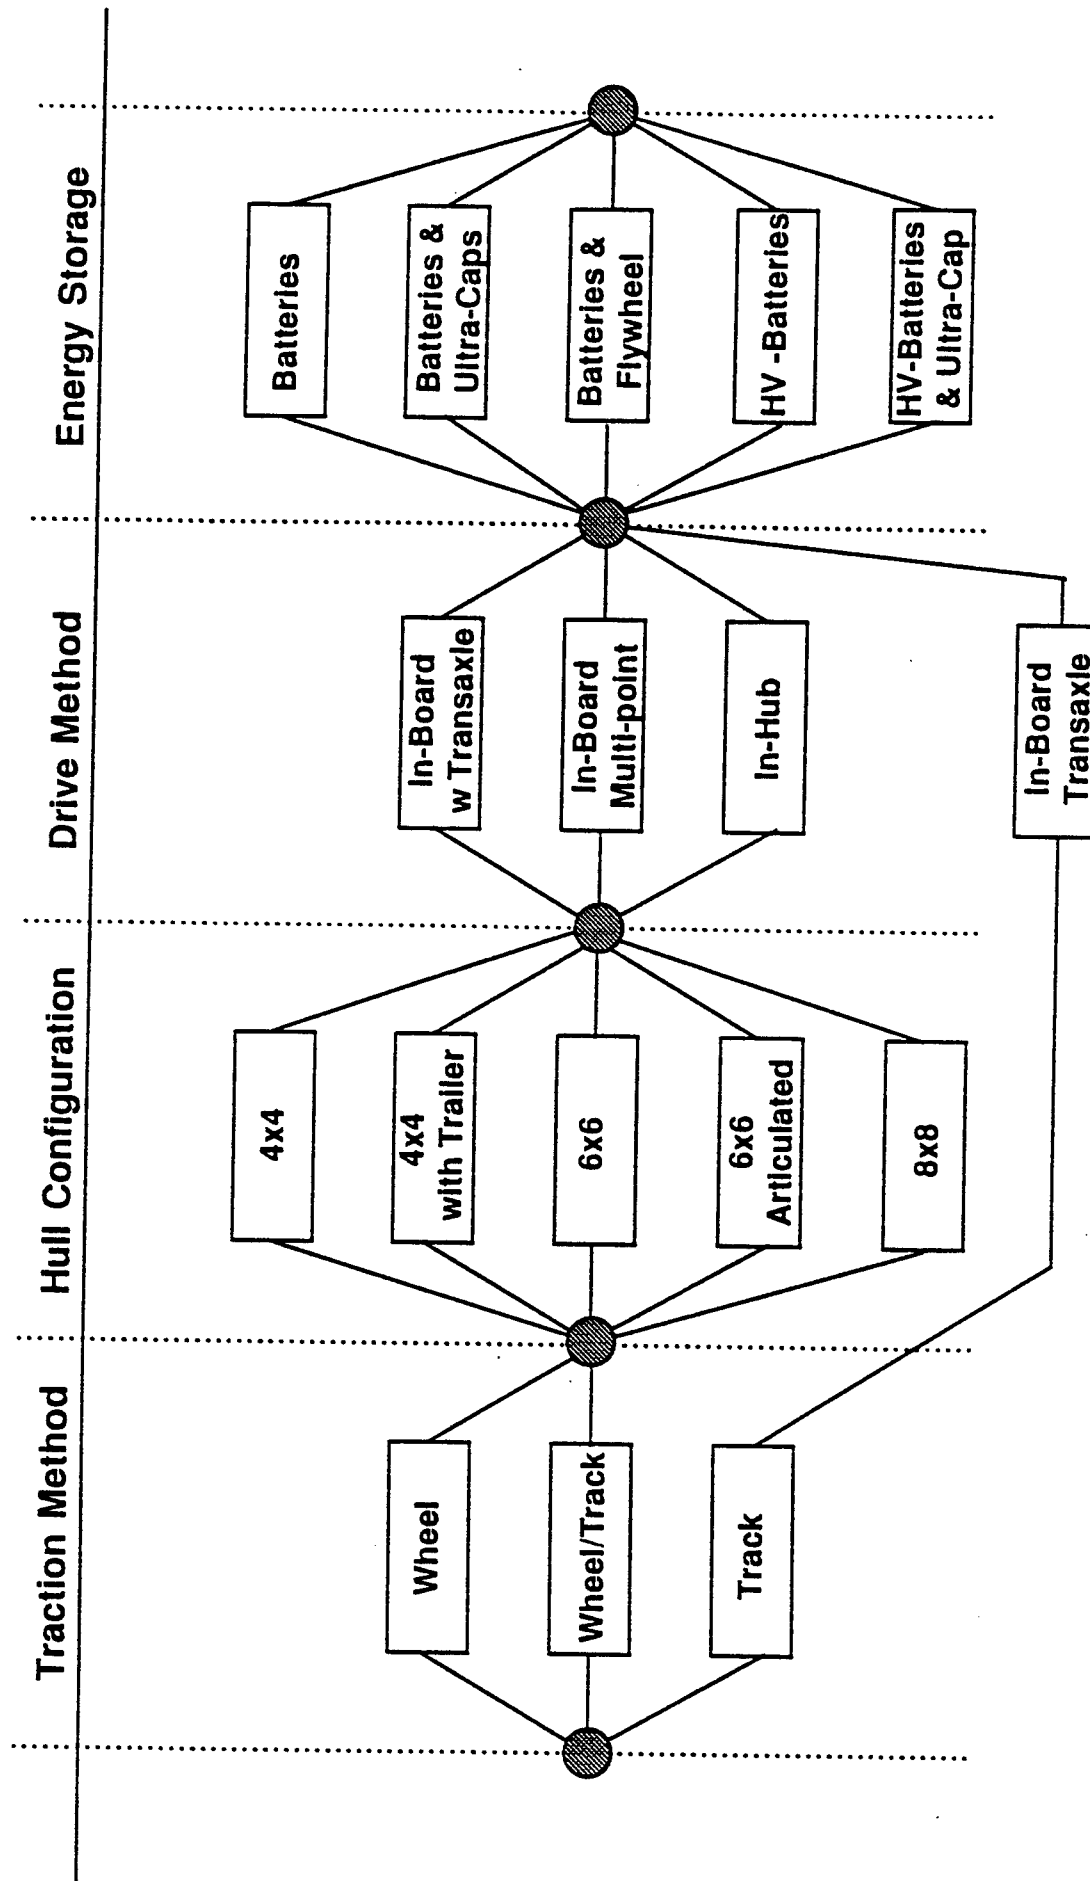 Traction Method
Hull Configuration
Drive Method
Energy Storage
Wheel
Wheel/Track
Track
4x4
4x4
with Trailer
6x6
6x6
Articulated
8x8
In-Board
w Transaxle
In-Board
Multi-point
In-Hub
In-Board
Transaxle
Batteries
Batteries &
Ultra-Caps
Batteries &
Flywheel
HV -Batteries
HV-Batteries
& Ultra-Cap